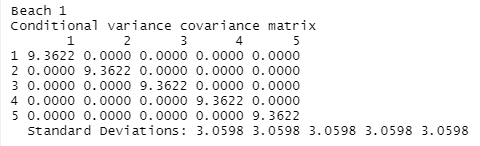 Beach 1
Conditional variance covariance matrix
1 2 3 4 5
1 9.3622 0.0000 0.0000 0.0000 0.0000
2 0.0000 9.3622 0.0000 0.0000 0.0000
3 0.0000 0.0000 9.3622 0.0000 0.0000
4 0.0000 0.0000 0.0000 9.3622 0.0000
5 0.0000 0.0000 0.0000 0.0000 9.3622
Standard Deviations: 3.0598 3.0598 3.0598 3.0598 3.0598